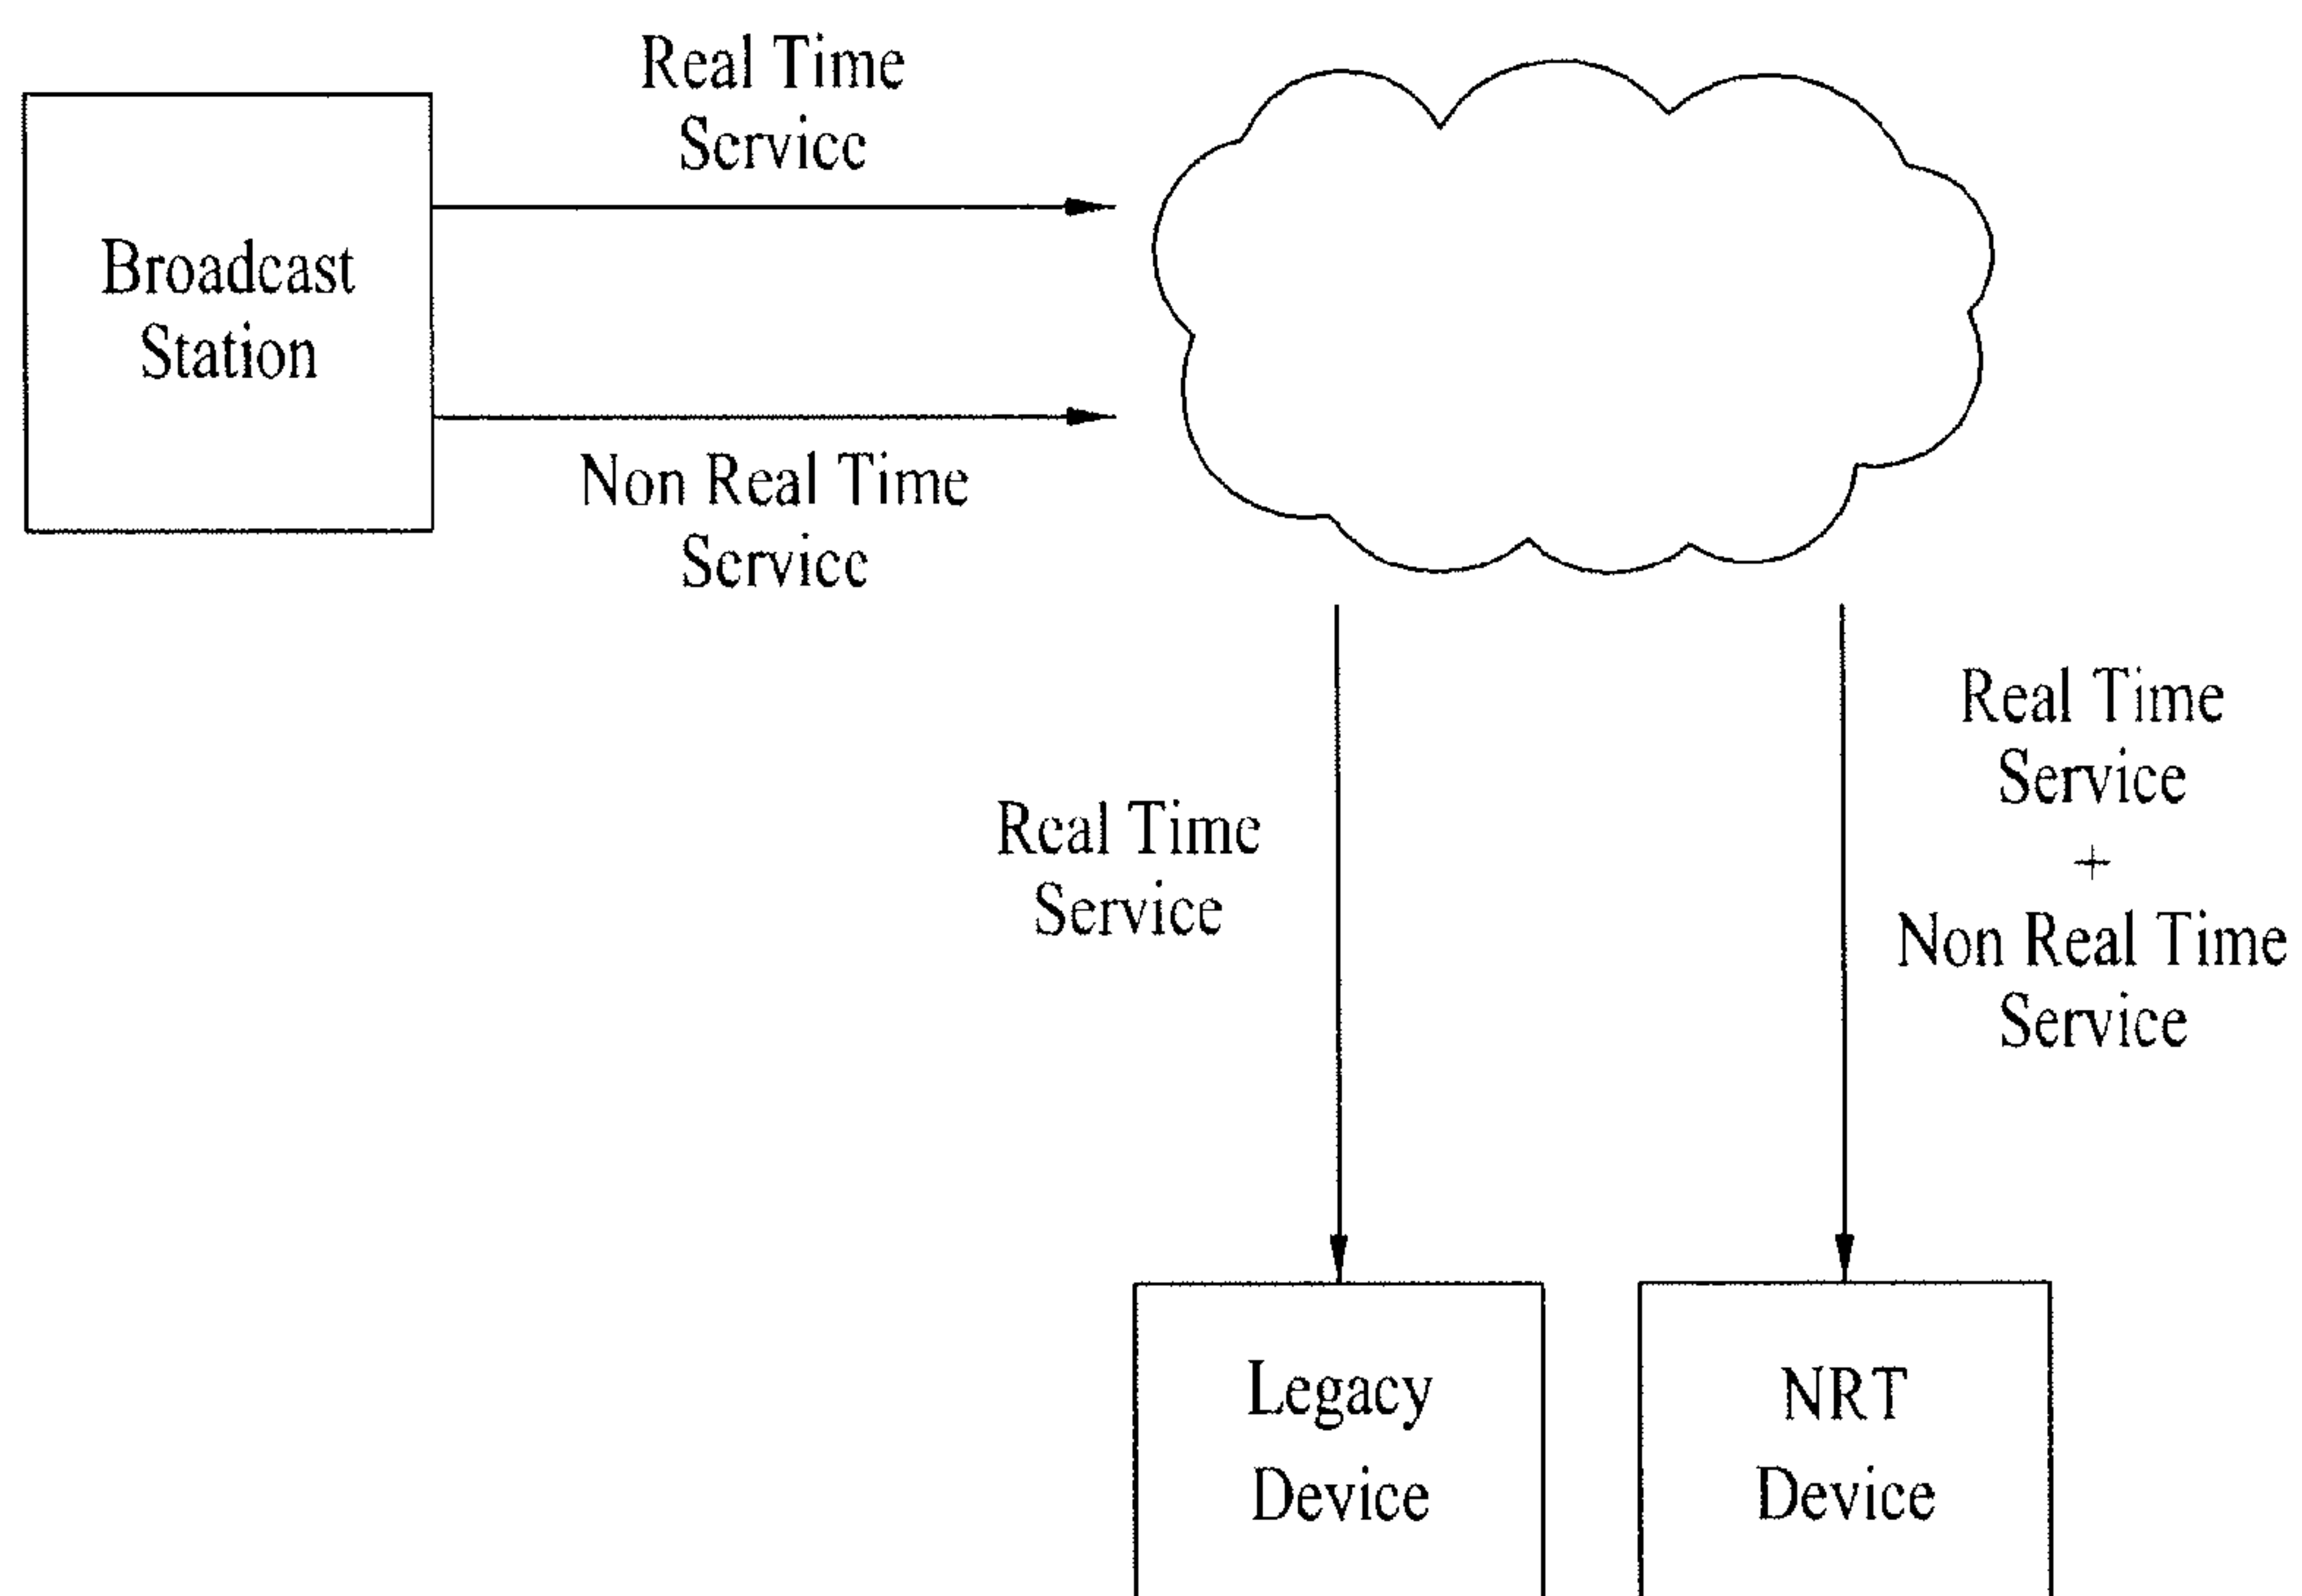 Real Time
Service
Broadcast
Station
Non Real Time
Service
Real Time
Service
Real Time
Service
+
Non Real Time
Service
Legacy
Device
NRT
Device